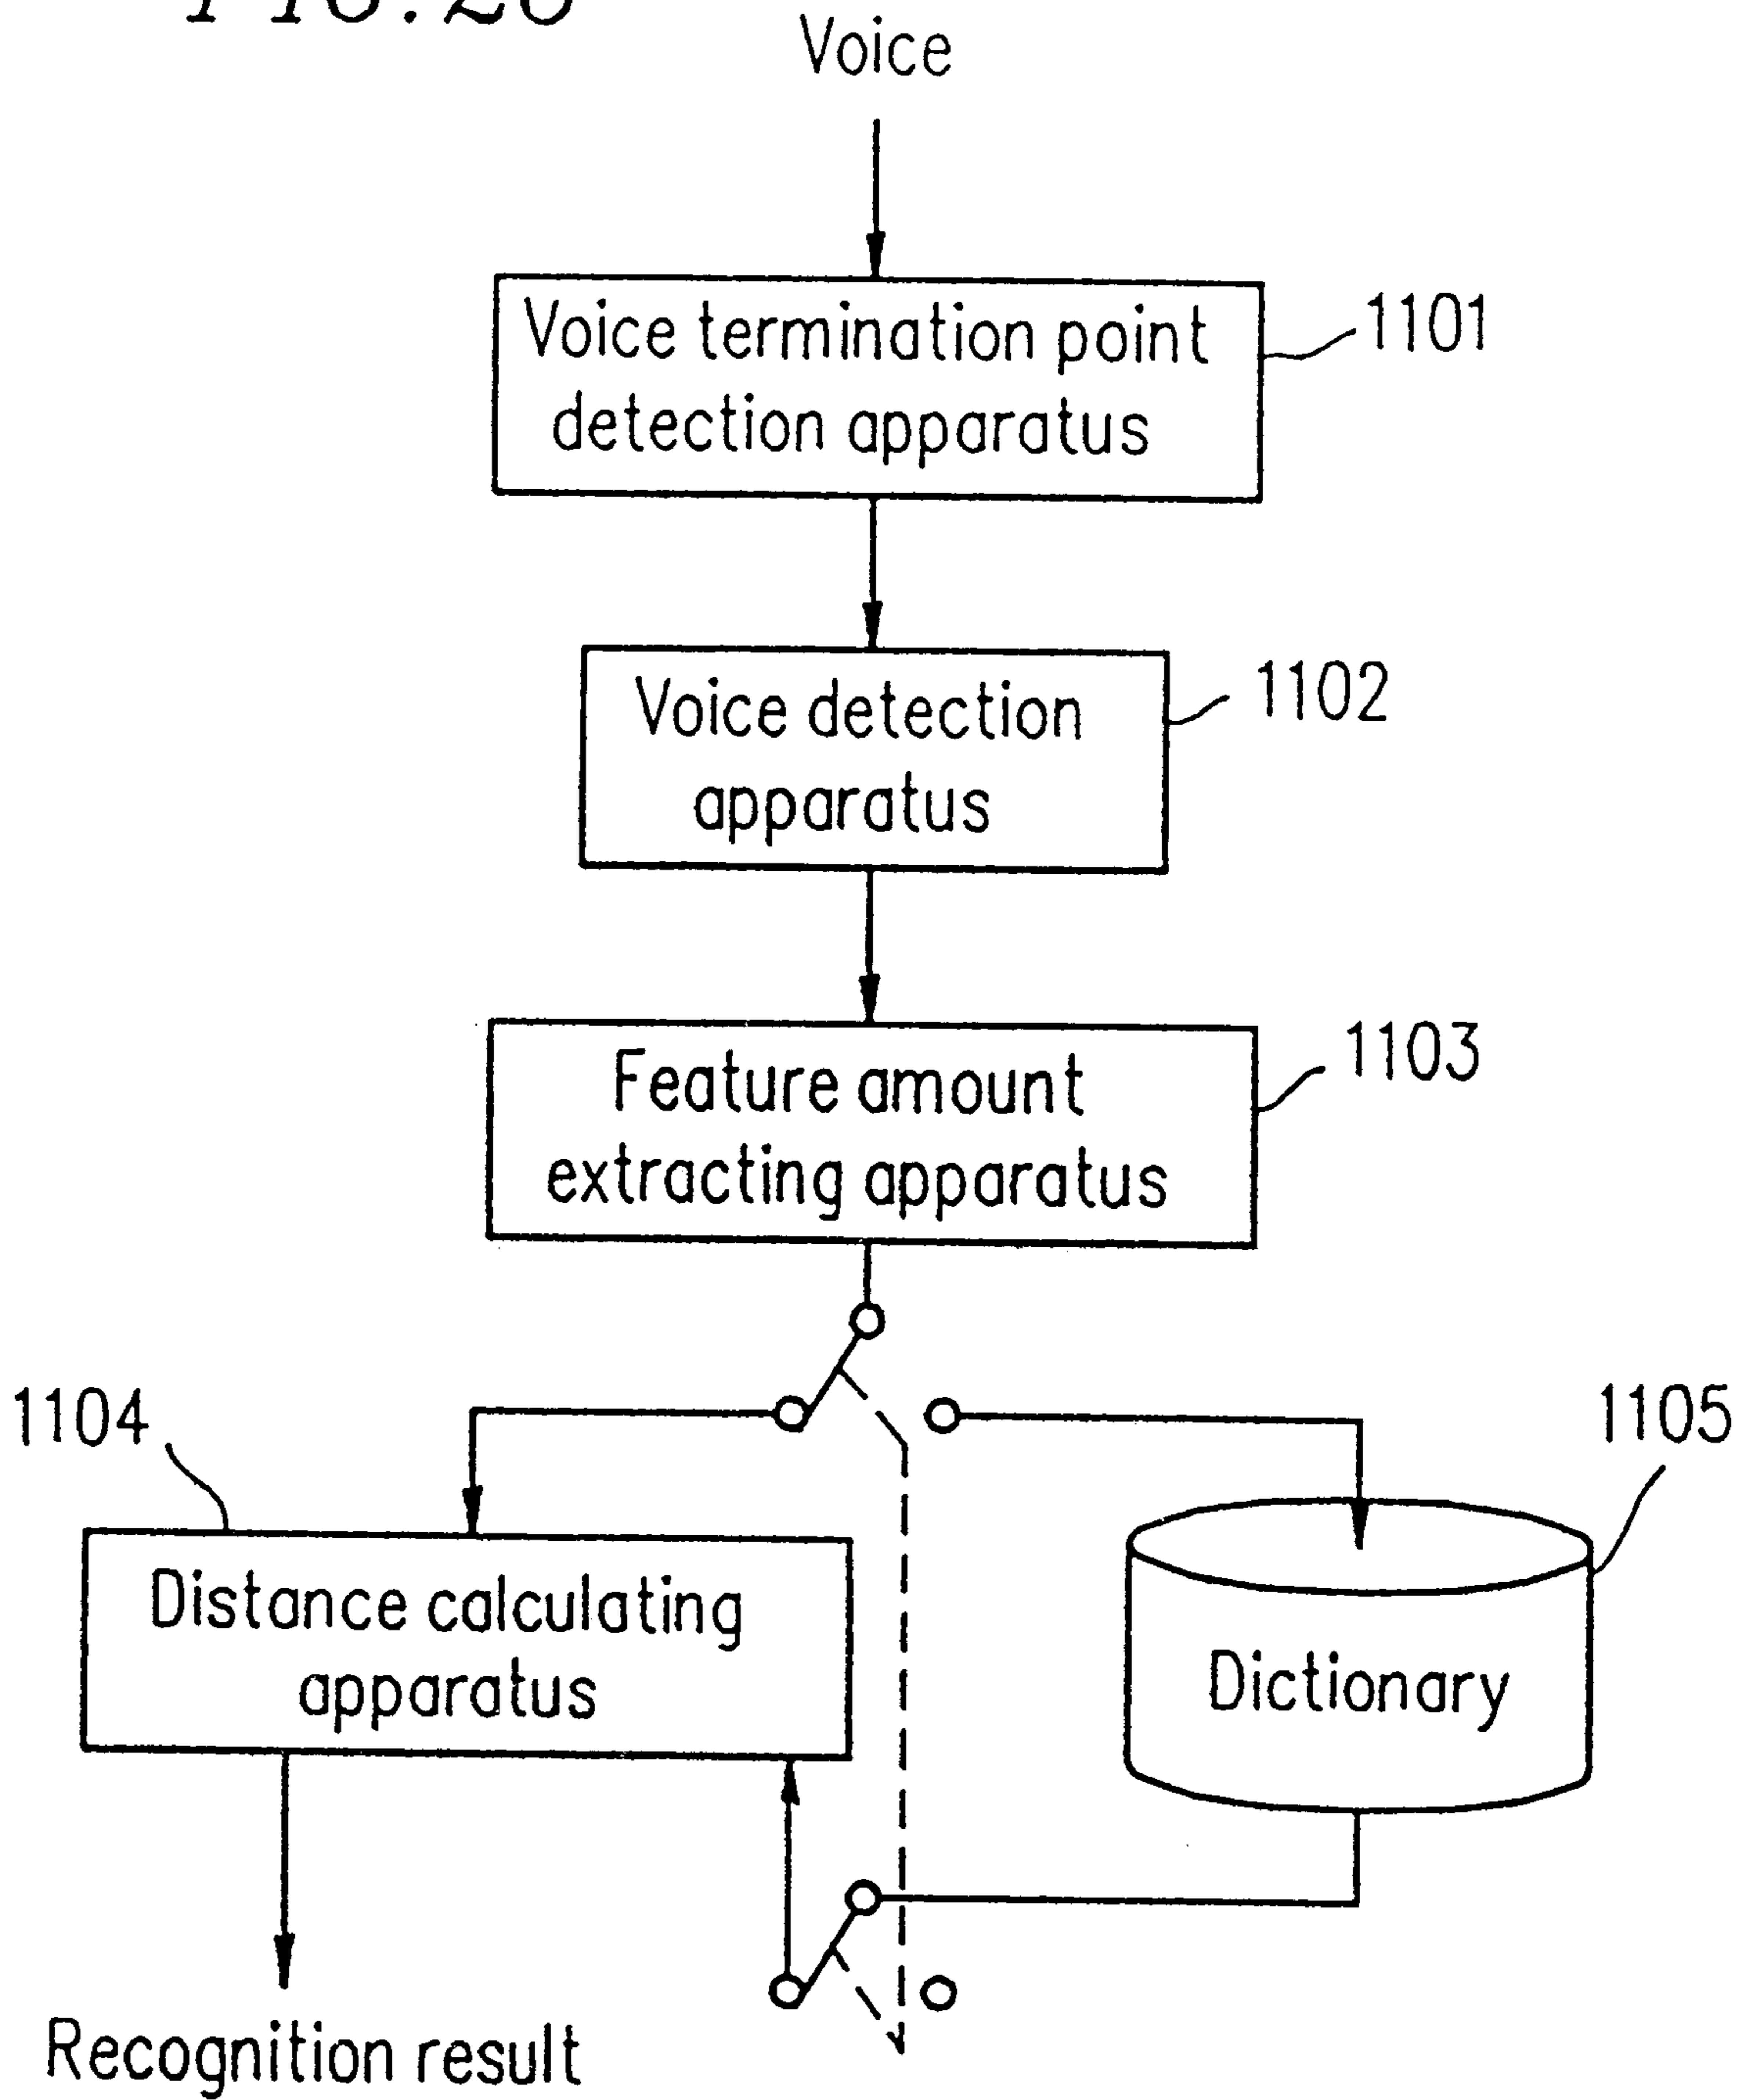 Voice
Voice termination point
detection apparatus
1101
Voice detection
apparatus
1102
Feature amount
extracting apparatus
1103
1104
1105
Distance calculating
apparatus
Dictionary
Recognition result